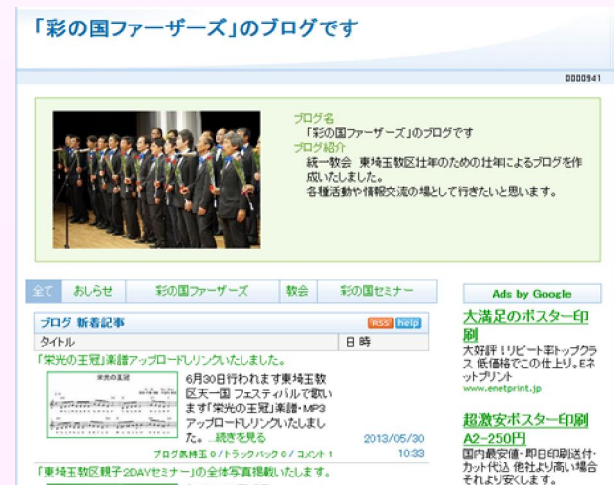 「彩の国ファーザーズ」のブログです
0000941
ブログ名
「彩の国ファーザーズ」のブログです
ブログ紹介
統一教会 東埼玉教区壮年のための壮年によるブログを作
成いたしました。
各種活動や情報交流の場として行きたいと思います。
全て おしらせ 彩の国ファーザーズ 教会 彩の国セミナー
ブログ 新着記事
RSS help
タイトル 日時
「栄光の王冠」楽譜アップロードしリンクいたしました。
栄光の王冠
6月30日行われます東埼玉教
区天一国 フェスティバルで歌い
ます「栄光の王冠」楽譜・MP3
アップロードしリンクいたしまし
た。 ...続きを見る
2013/05/30
10:33
ブログ気持玉 0 / トラックバック 0 / コメント 1
「東埼玉教区親子2DAYセミナー」の全体写真掲載いたします。
Ads by Google
大満足のポスター印
刷
大好評!リピート率トップクラ
ス 低価格でこの仕上り。Eネ
ットプリント
www.enetprint.jp
超激安ポスター印刷
A2-250円
国内最安値・即日印刷送付・
カット代込 他社より高い場合
それより安くします。